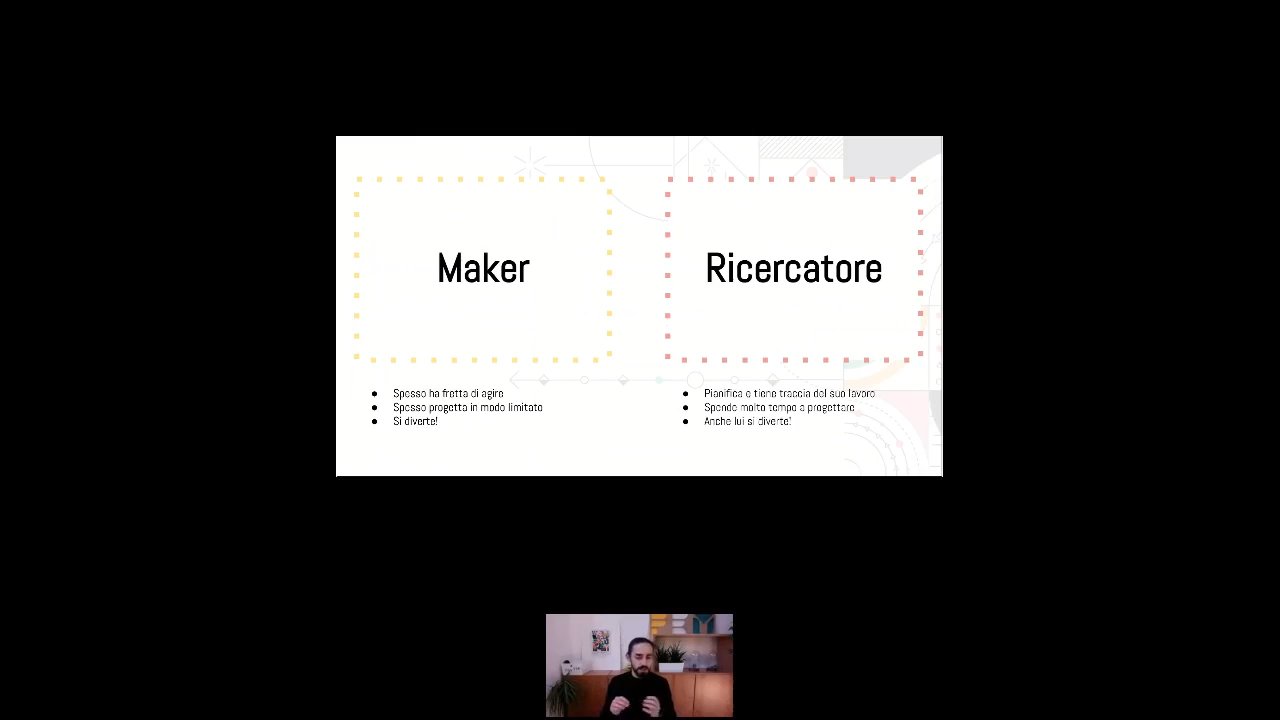 Maker
Ricercatore
● Spesso ha fretta di agire
● Spesso progetta in modo limitato
● Si diverte!
● Pianifica e tiene traccia del suo lavoro
● Spende molto tempo a progettare
● Anche lui si diverte!